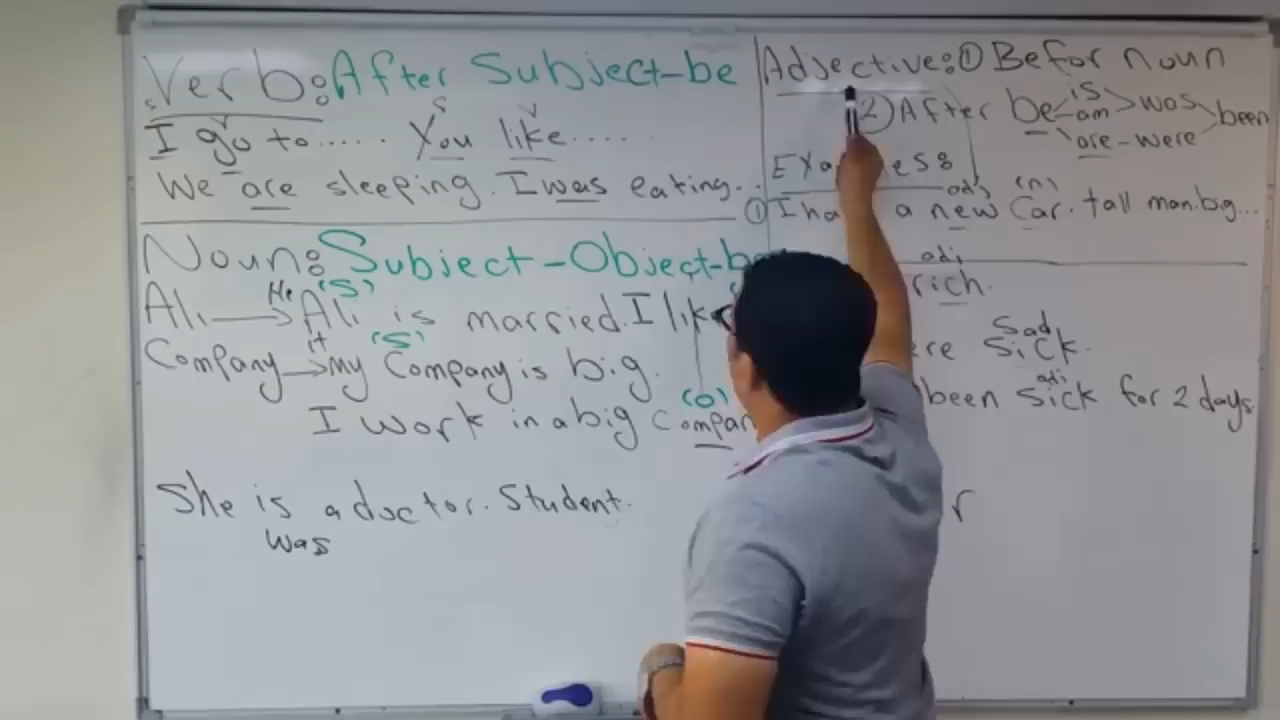 Verb: After Subject-be
S V
I go to..... You like.....
We are sleeping. I was eating...
Noun: Subject-Object-be
He (S)
Ali → Ali is married. I like
it (S)
Company → my Company is big.
(O)
I work in a big Compan
She is a doctor. Student.
was
Adjective: ① Befor noun
② After be is am are was were been
Examples
adj (n)
① I have a new Car. tall man. big...
adj
rich.
Sad
ere sick.
adj
been sick for 2 days.
r